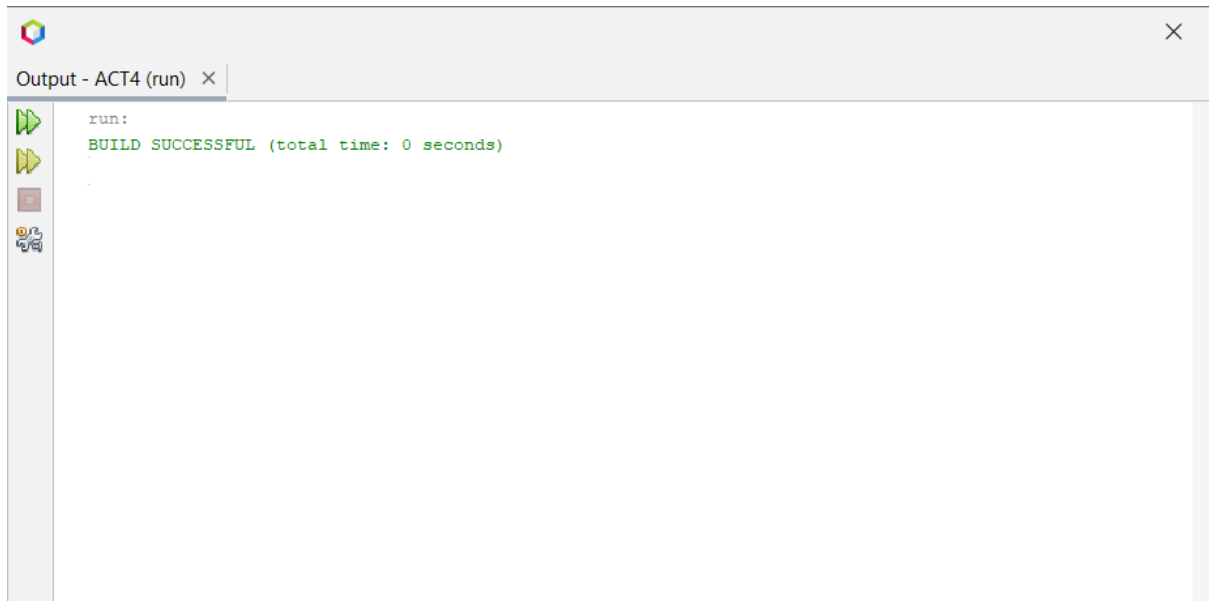 Output - ACT4 (run)
run:
BUILD SUCCESSFUL (total time: 0 seconds)